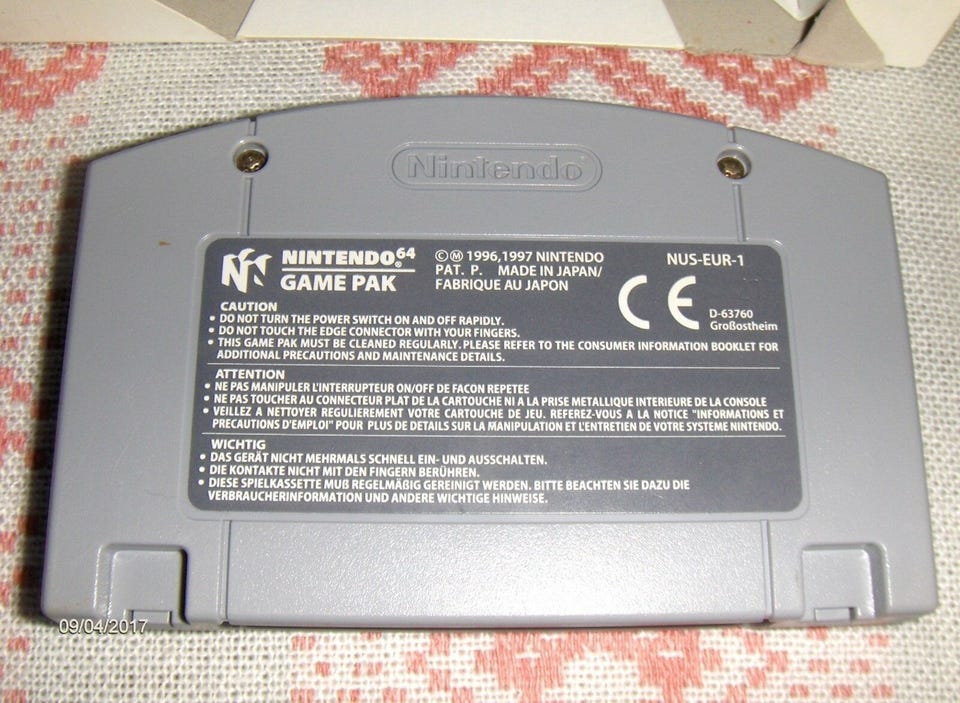 Nintendo®
NINTENDO 64®
GAME PAK
©Ⓜ 1996,1997 NINTENDO
PAT. P. MADE IN JAPAN/
FABRIQUE AU JAPON
NUS-EUR-1
CE
D-63760
Großostheim
CAUTION
• DO NOT TURN THE POWER SWITCH ON AND OFF RAPIDLY.
• DO NOT TOUCH THE EDGE CONNECTOR WITH YOUR FINGERS.
• THIS GAME PAK MUST BE CLEANED REGULARLY. PLEASE REFER TO THE CONSUMER INFORMATION BOOKLET FOR
ADDITIONAL PRECAUTIONS AND MAINTENANCE DETAILS.
ATTENTION
• NE PAS MANIPULER L'INTERRUPTEUR ON/OFF DE FACON REPETEE
• NE PAS TOUCHER AU CONNECTEUR PLAT DE LA CARTOUCHE NI A LA PRISE METALLIQUE INTERIEURE DE LA CONSOLE
• VEILLEZ A NETTOYER REGULIEREMENT VOTRE CARTOUCHE DE JEU. REFEREZ-VOUS A LA NOTICE "INFORMATIONS ET
PRECAUTIONS D'EMPLOI" POUR PLUS DE DETAILS SUR LA MANIPULATION ET L'ENTRETIEN DE VOTRE SYSTEME NINTENDO.
WICHTIG
• DAS GERÄT NICHT MEHRMALS SCHNELL EIN- UND AUSSCHALTEN.
• DIE KONTAKTE NICHT MIT DEN FINGERN BERÜHREN.
• DIESE SPIELKASSETTE MUß REGELMÄßIG GEREINIGT WERDEN. BITTE BEACHTEN SIE DAZU DIE
VERBRAUCHERINFORMATION UND ANDERE WICHTIGE HINWEISE.
09/04/2017